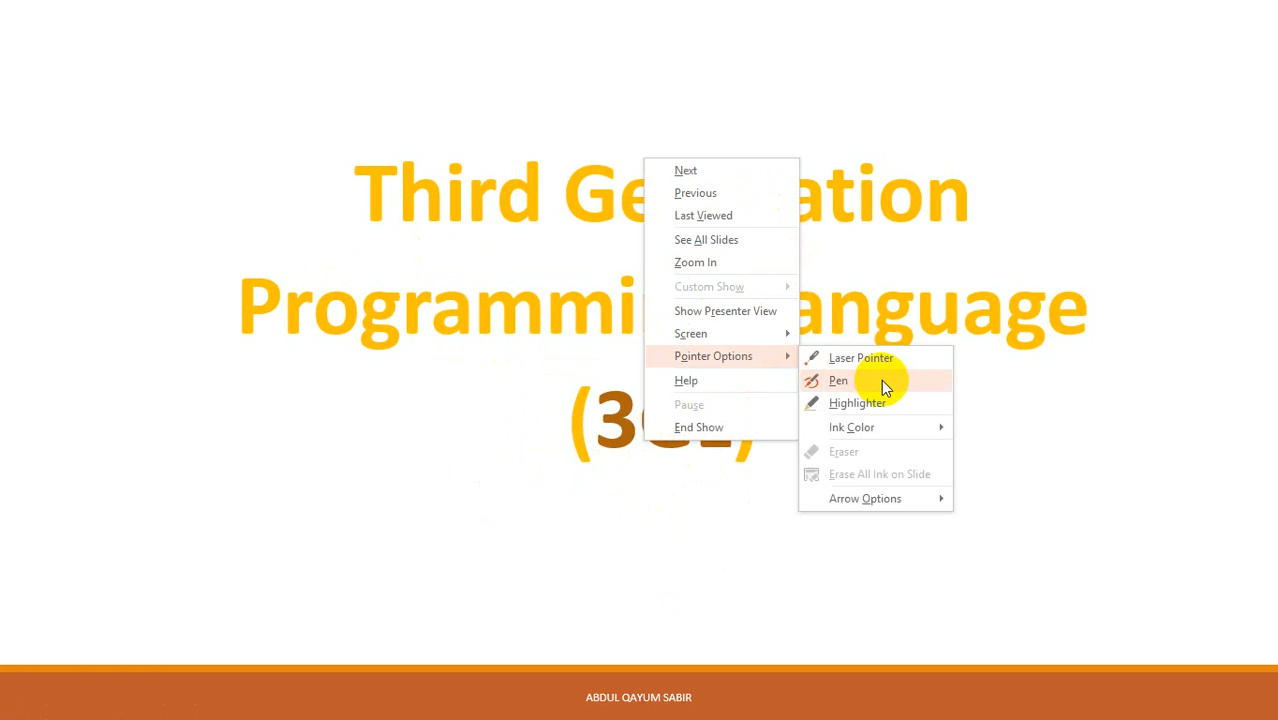 Third Ge ation
Programmi anguage
(3
Next
Previous
Last Viewed
See All Slides
Zoom In
Custom Show
Show Presenter View
Screen
Pointer Options
Help
Pause
End Show
Laser Pointer
Pen
Highlighter
Ink Color
Eraser
Erase All Ink on Slide
Arrow Options
ABDUL QAYUM SABIR